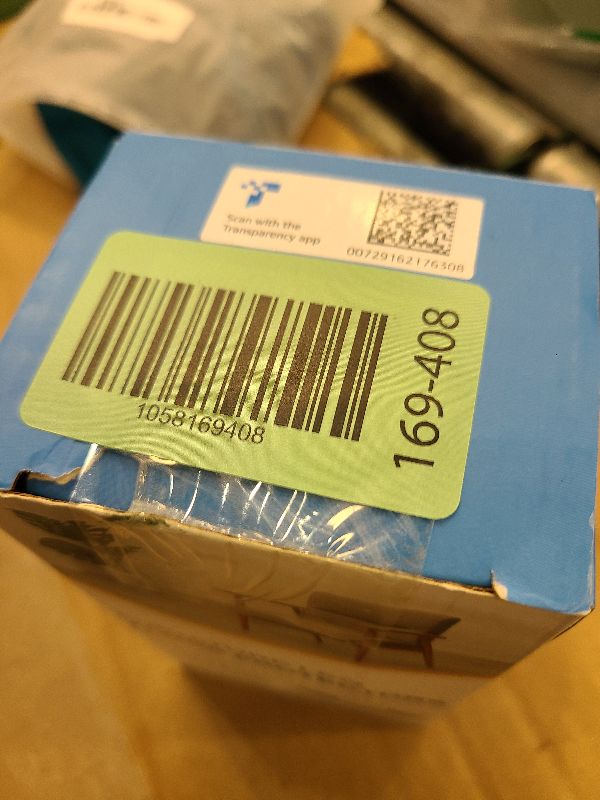 Scan with the
Transparency app
00729162176308
1058169408
169-408